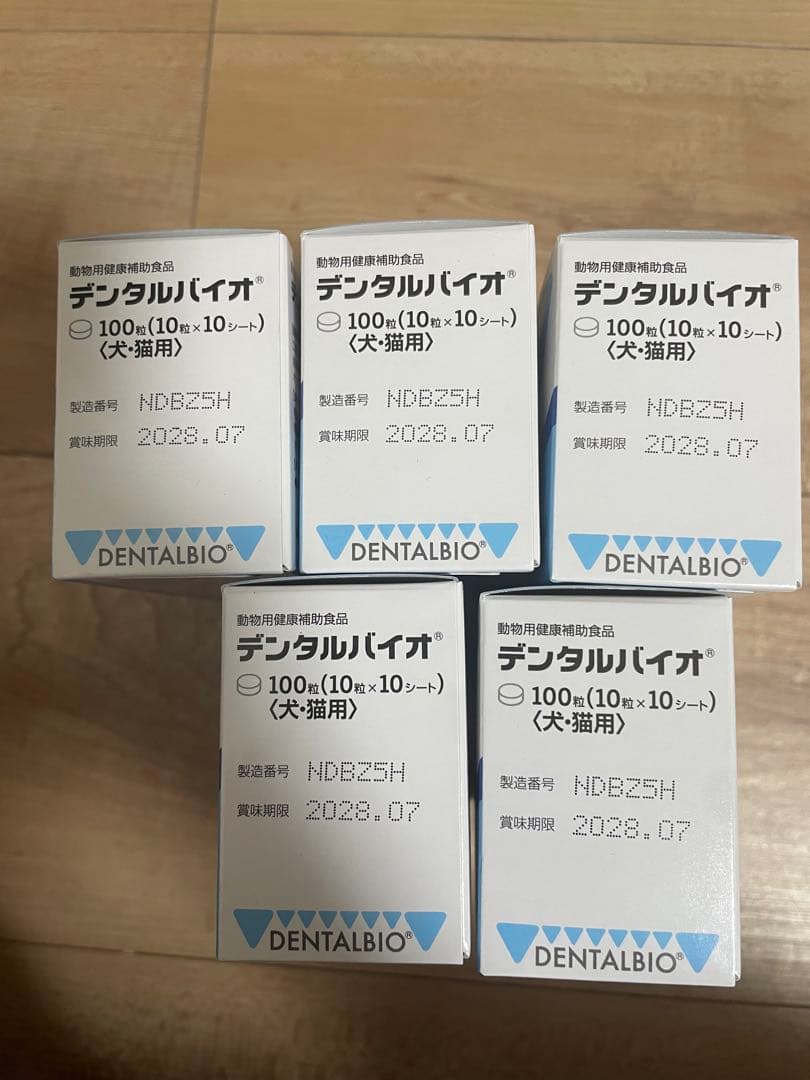 動物用健康補助食品
デンタルバイオ®
100粒(10粒×10シート)
〈犬・猫用〉
製造番号 NDBZ5H
賞味期限 2028.07
DENTALBIO®
動物用健康補助食品
デンタルバイオ®
100粒(10粒×10シート)
〈犬・猫用〉
製造番号 NDBZ5H
賞味期限 2028.07
DENTALBIO®
動物用健康補助食品
デンタルバイオ®
100粒(10粒×10シート)
〈犬・猫用〉
製造番号 NDBZ5H
賞味期限 2028.07
DENTALBIO®
動物用健康補助食品
デンタルバイオ®
100粒(10粒×10シート)
〈犬・猫用〉
製造番号 NDBZ5H
賞味期限 2028.07
DENTALBIO®
動物用健康補助食品
デンタルバイオ®
100粒(10粒×10シート)
〈犬・猫用〉
製造番号 NDBZ5H
賞味期限 2028.07
DENTALBIO®